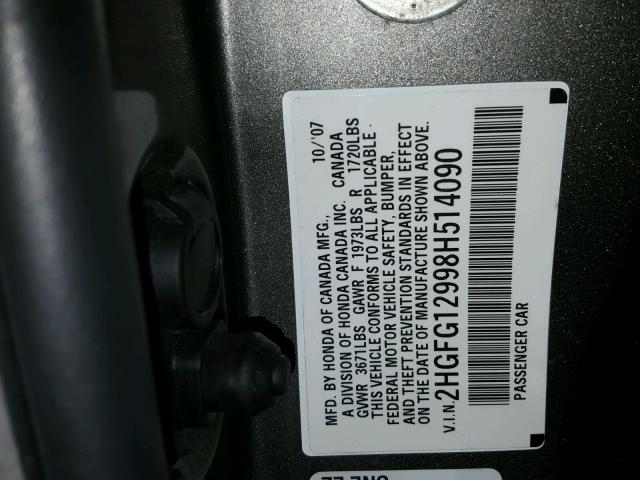 MFD. BY HONDA OF CANADA MFG., 10/'07
A DIVISION OF HONDA CANADA INC. CANADA
GVWR 3671LBS GAWR F 1973LBS R 1720LBS
THIS VEHICLE CONFORMS TO ALL APPLICABLE
FEDERAL MOTOR VEHICLE SAFETY, BUMPER,
AND THEFT PREVENTION STANDARDS IN EFFECT
ON THE DATE OF MANUFACTURE SHOWN ABOVE.
V.I.N. 2HGFG12998H514090
PASSENGER CAR